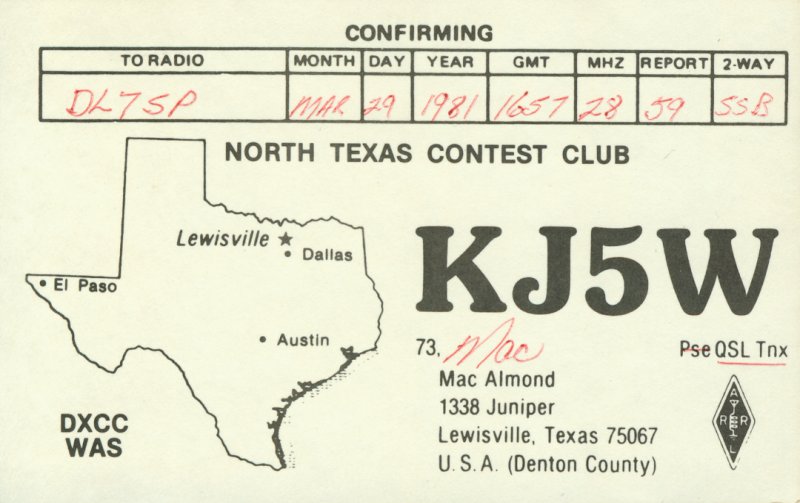 CONFIRMING
TO RADIO MONTH DAY YEAR GMT MHZ REPORT 2-WAY
DL7SP MAR 29 1981 1657 28 59 SSB
NORTH TEXAS CONTEST CLUB
Lewisville
Dallas
El Paso
Austin
KJ5W
73, Mac
Pse QSL Tnx
Mac Almond
1338 Juniper
Lewisville, Texas 75067
U.S.A. (Denton County)
DXCC
WAS
A
R R
L